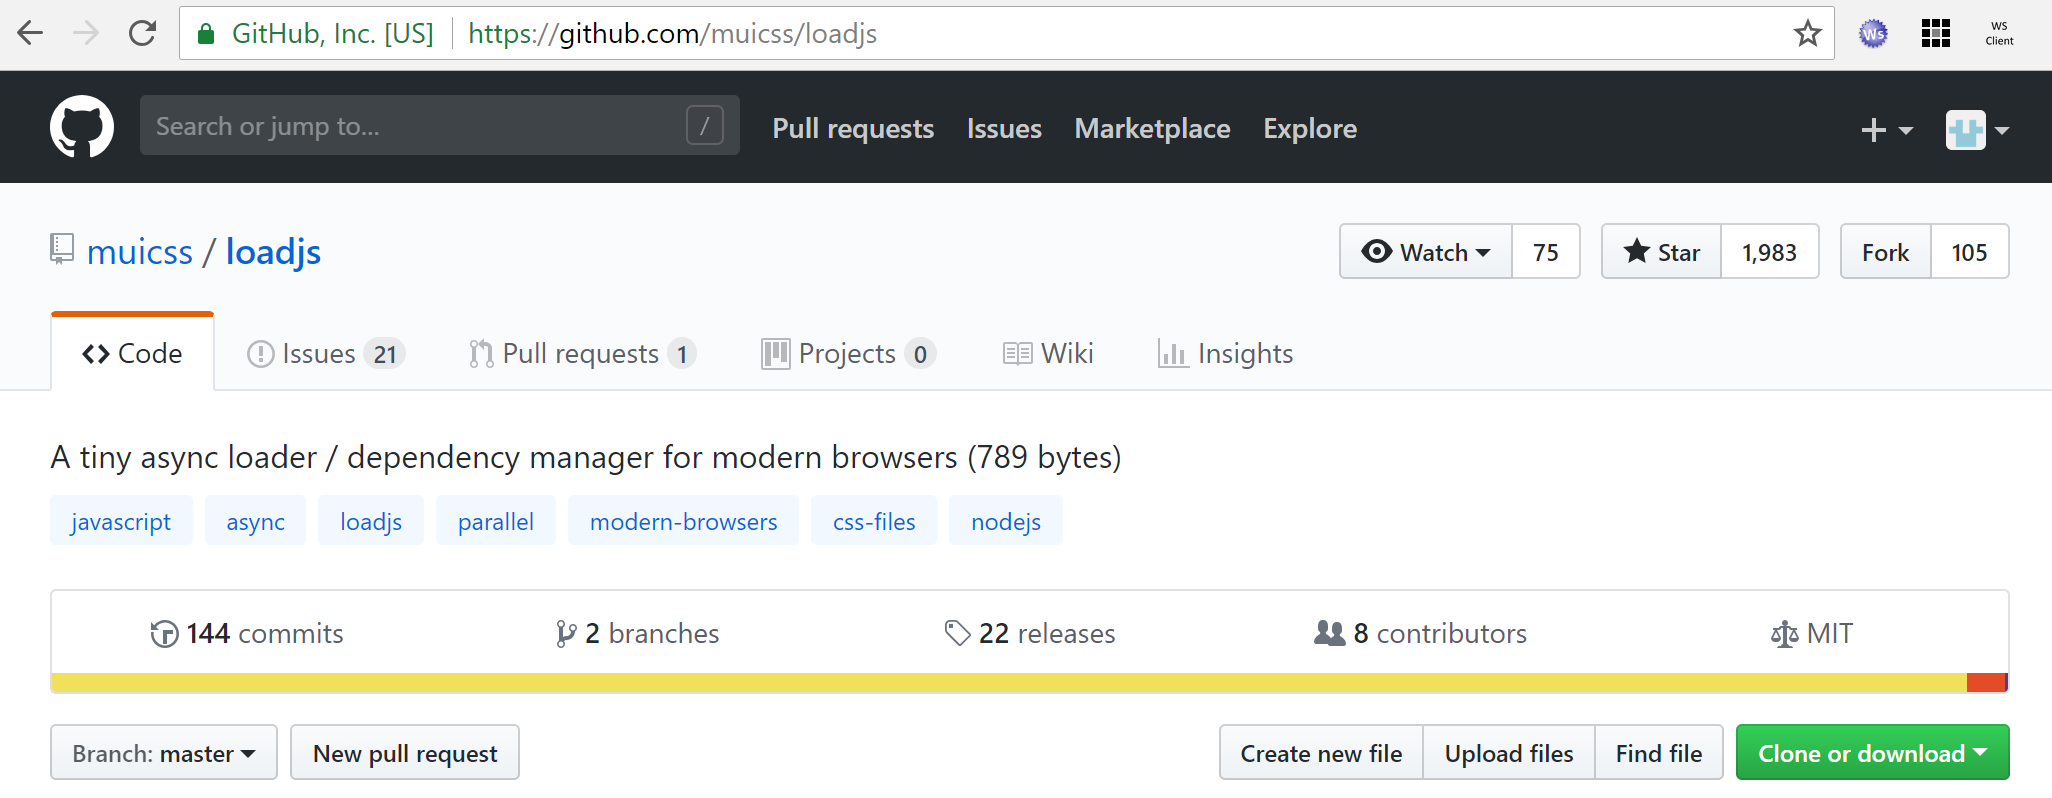 GitHub, Inc. [US] https://github.com/muicss/loadjs Ws WS Client
Search or jump to... / Pull requests Issues Marketplace Explore
muicss / loadjs Watch 75 Star 1,983 Fork 105
Code Issues 21 Pull requests 1 Projects 0 Wiki Insights
A tiny async loader / dependency manager for modern browsers (789 bytes)
javascript async loadjs parallel modern-browsers css-files nodejs
144 commits 2 branches 22 releases 8 contributors MIT
Branch: master New pull request Create new file Upload files Find file Clone or download